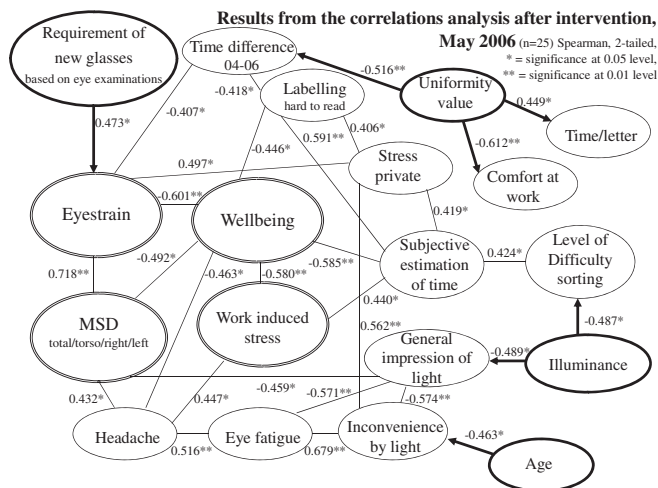 Results from the correlations analysis after intervention,
May 2006 (n=25) Spearman, 2-tailed,
* = significance at 0.05 level,
** = significance at 0.01 level
Requirement of
new glasses
based on eye examinations
Time difference
04-06
-0.516**
-0.418*
Labelling
hard to read
Uniformity
value
0.449*
Time/letter
0.473*
-0.407*
-0.446*
0.591**
0.406*
-0.612**
Stress
private
Comfort at
work
0.497*
-0.601**
Eyestrain
Wellbeing
0.419*
-0.492*
-0.463*
-0.580**
-0.585**
Subjective
estimation
of time
0.424*
Level of
Difficulty
sorting
0.718**
0.440*
MSD
total/torso/right/left
Work induced
stress
0.562**
-0.487*
General
impression of
light
-0.489*
Illuminance
0.432*
0.447*
-0.459*
-0.571**
-0.574**
Headache
0.516**
Eye fatigue
0.679**
Inconvenience
by light
-0.463*
Age